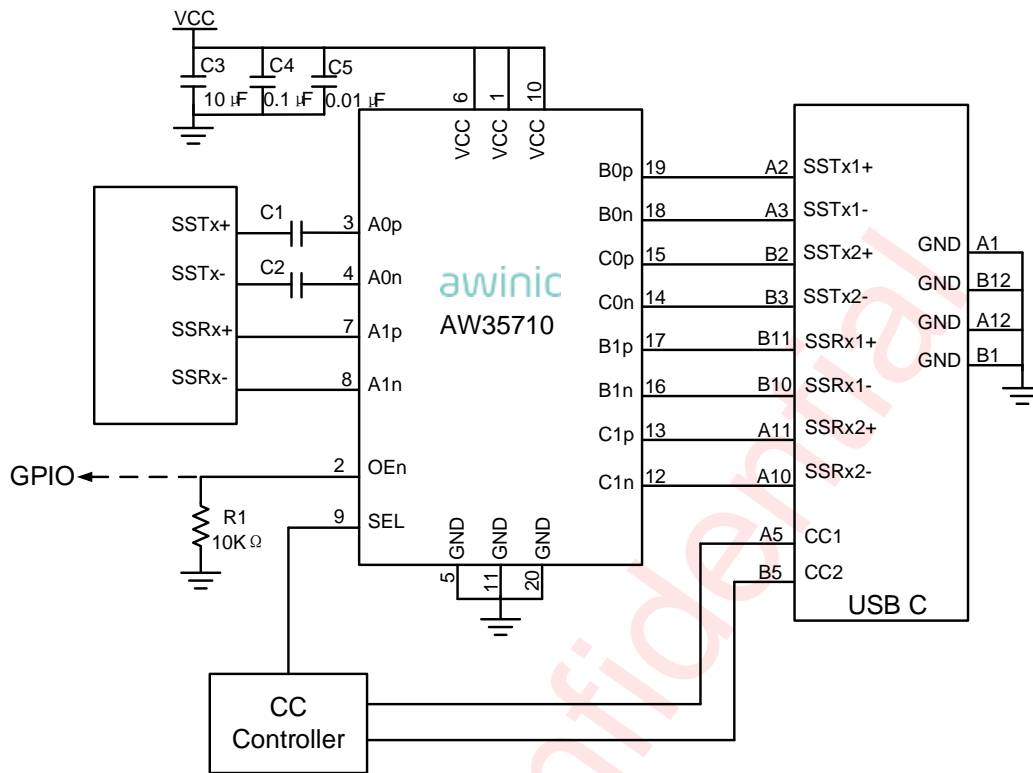 VCC
C3
C4
C5
10 µF
0.1 µF
0.01 µF
6
1
10
VCC
VCC
VCC
SSTx+
C1
3
A0p
SSTx-
C2
4
A0n
SSRx+
7
A1p
SSRx-
8
A1n
awinic
AW35710
B0p
19
A2
SSTx1+
B0n
18
A3
SSTx1-
C0p
15
B2
SSTx2+
C0n
14
B3
SSTx2-
B1p
17
B11
SSRx1+
B1n
16
B10
SSRx1-
C1p
13
A11
SSRx2+
C1n
12
A10
SSRx2-
GND
A1
GND
B12
GND
A12
GND
B1
GPIO
2
OEn
R1
10KΩ
9
SEL
GND
GND
GND
5
11
20
A5
CC1
B5
CC2
USB C
CC
Controller
nfidential